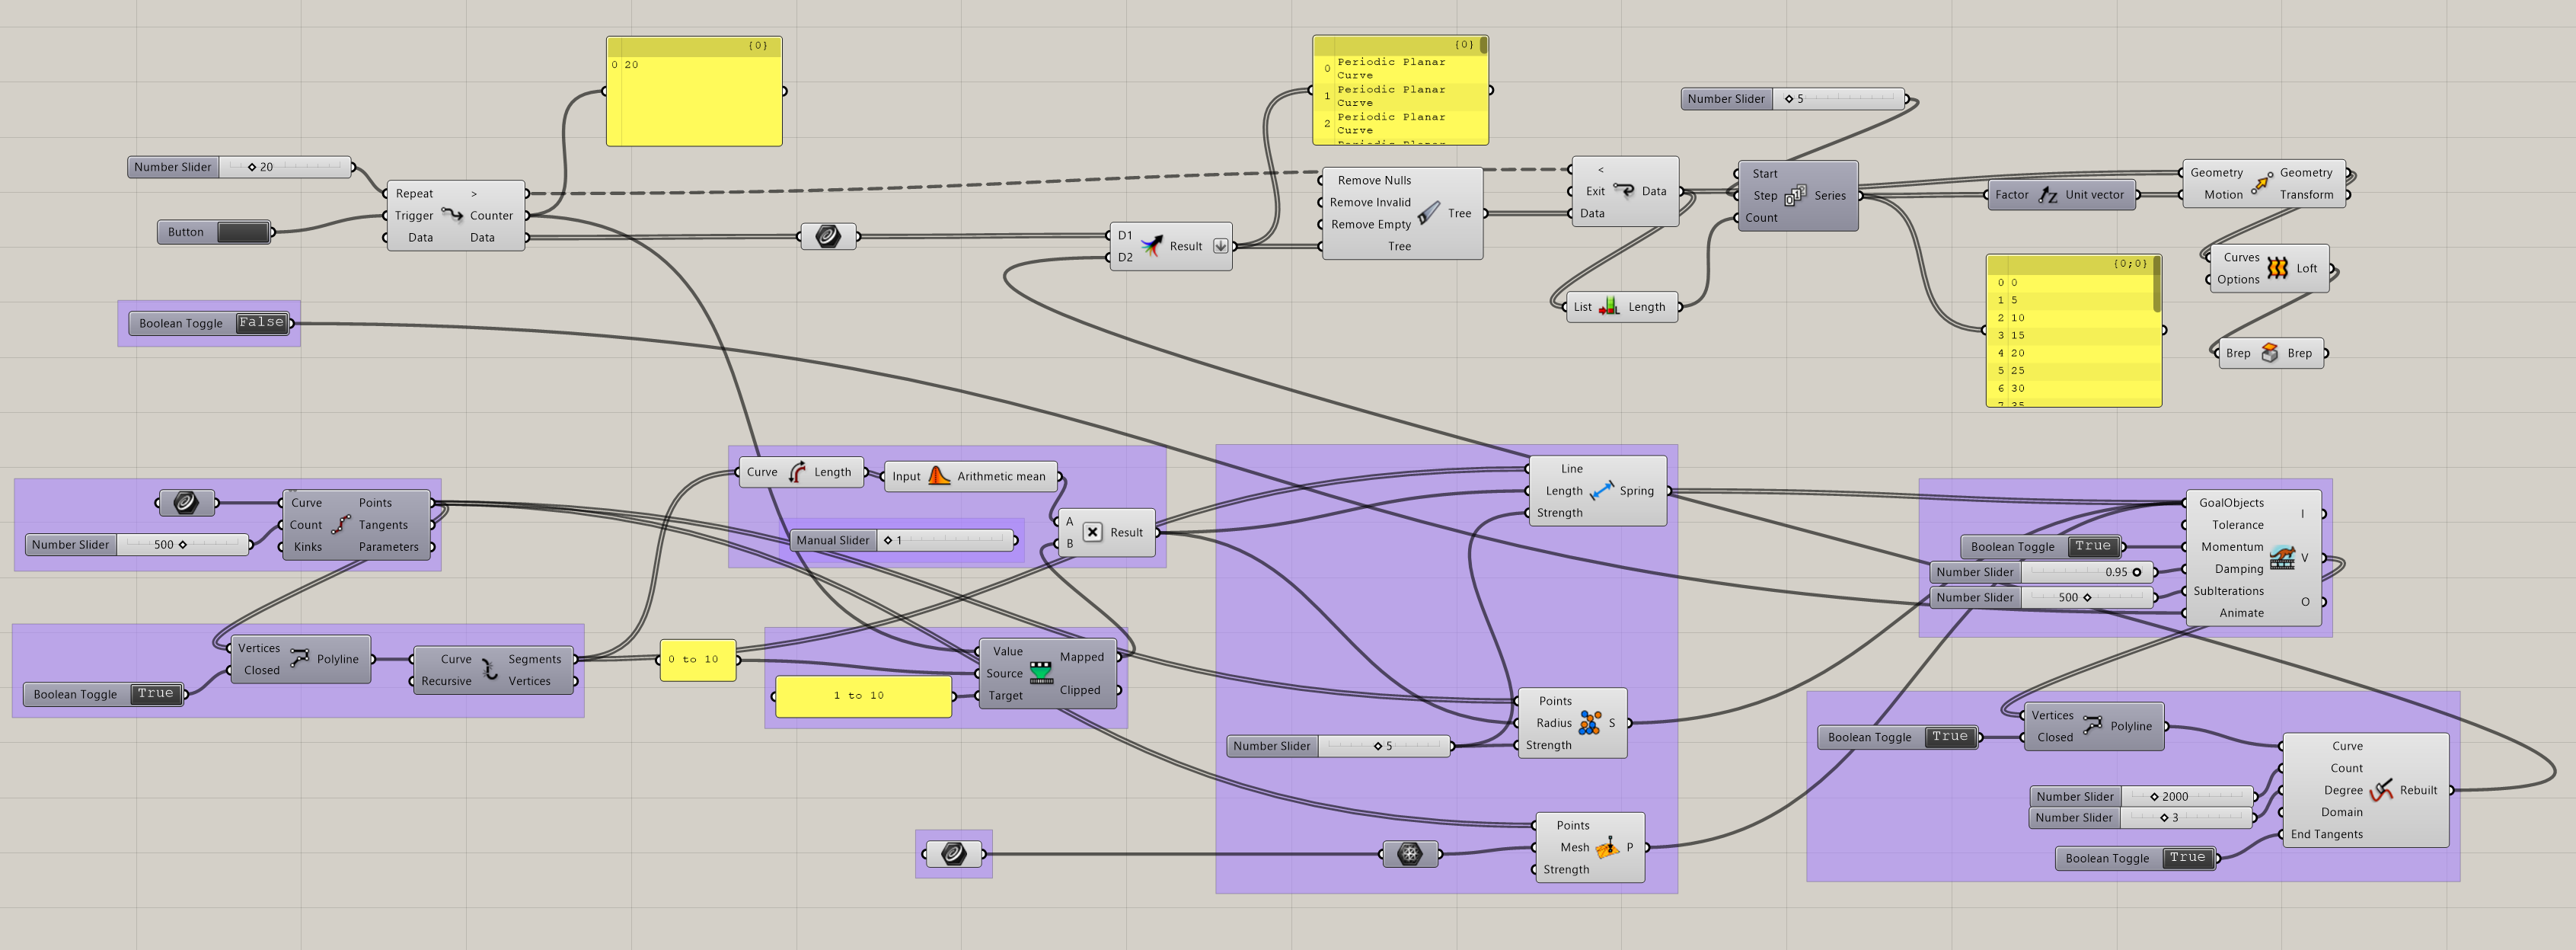 {0}
0 20
{0}
0 Periodic Planar
Curve
1 Periodic Planar
Curve
2 Periodic Planar
Curve
Periodic Planar
Number Slider 5
Number Slider 20
Repeat >
Trigger Counter
Data Data
Button
D1 Result
D2
Remove Nulls
Remove Invalid
Remove Empty
Tree
Tree
<
Exit Data
Data
Start
Step Series
Count
Factor Unit vector
Geometry Geometry
Motion Transform
Curves Loft
Options
List Length
Brep Brep
{0;0}
0 0
1 5
2 10
3 15
4 20
5 25
6 30
7 35
Boolean Toggle False
Curve Length
Input Arithmetic mean
A
B
Result
Manual Slider 1
Curve Points
Count Tangents
Kinks Parameters
Number Slider 500
Vertices Polyline
Closed
Boolean Toggle True
Curve Segments
Recursive Vertices
0 to 10
1 to 10
Value Mapped
Source
Target Clipped
Line
Length Spring
Strength
Points
Radius S
Strength
Number Slider 5
Points
Mesh P
Strength
GoalObjects I
Tolerance
Momentum V
Damping
SubIterations O
Animate
Boolean Toggle True
Number Slider 0.95
Number Slider 500
Vertices Polyline
Closed
Boolean Toggle True
Curve
Count
Degree Rebuilt
Domain
End Tangents
Number Slider 2000
Number Slider 3
Boolean Toggle True